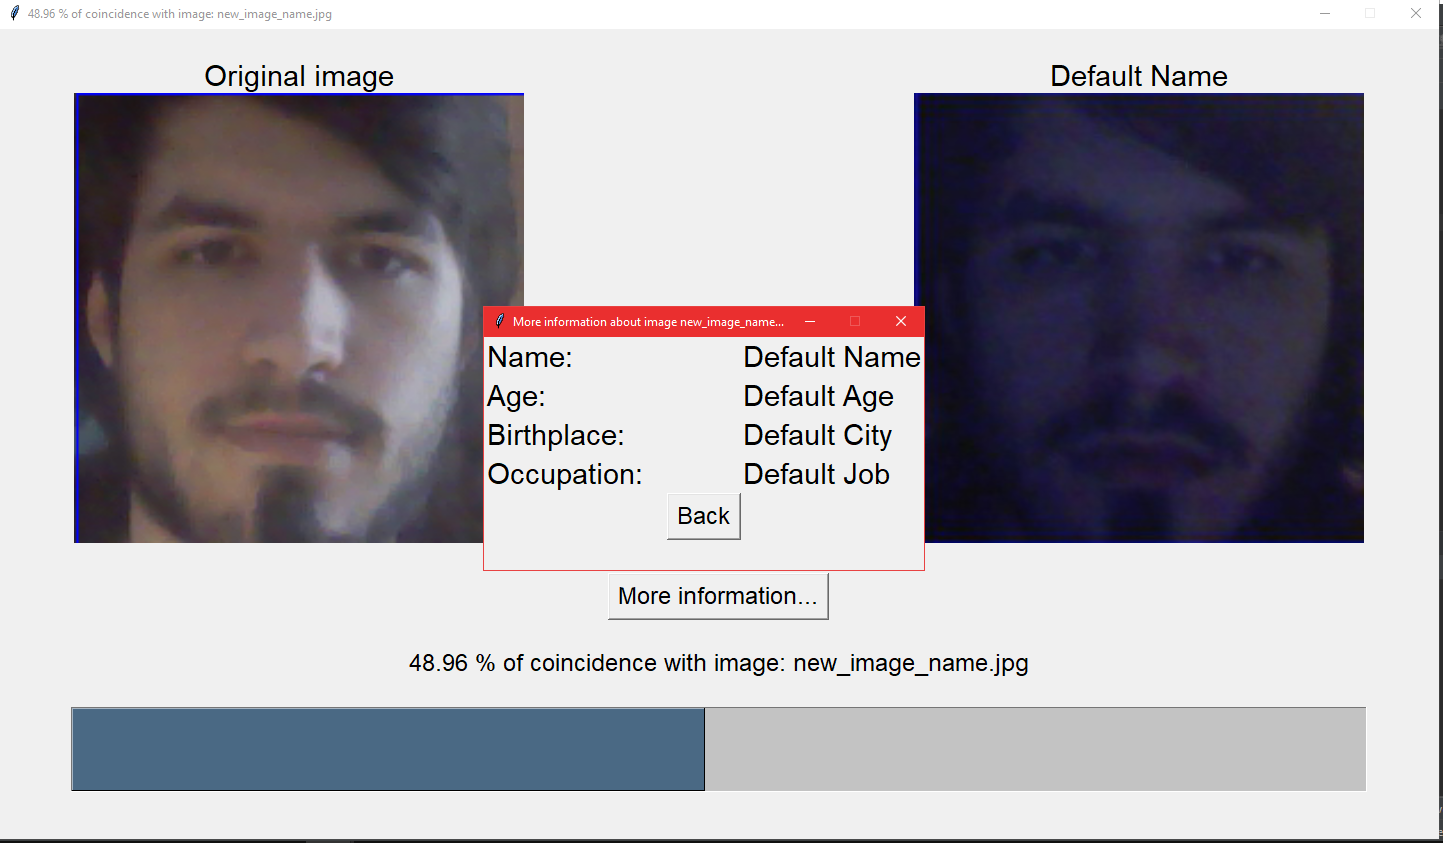 48.96 % of coincidence with image: new_image_name.jpg
Original image
Default Name
More information about image new_image_name...
Name: Default Name
Age: Default Age
Birthplace: Default City
Occupation: Default Job
Back
More information...
48.96 % of coincidence with image: new_image_name.jpg